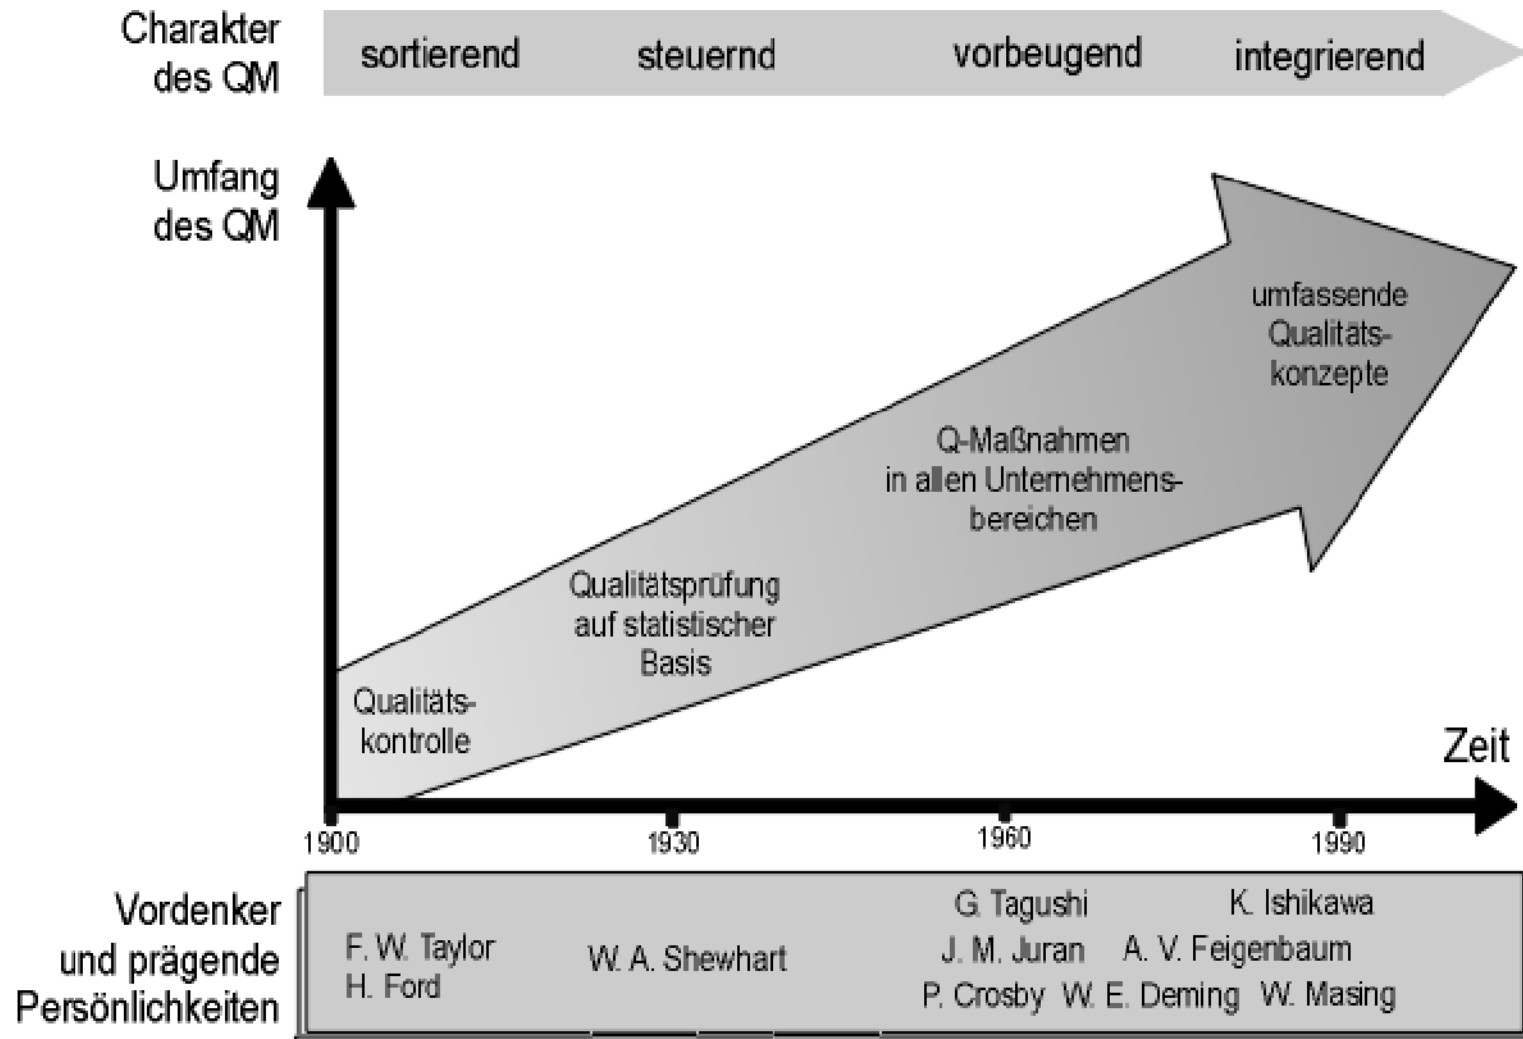 Charakter
des QM
sortierend steuernd vorbeugend integrierend
Umfang
des QM
umfassende
Qualitäts-
konzepte
Q-Maßnahmen
in allen Unternehmens-
bereichen
Qualitätsprüfung
auf statistischer
Basis
Qualitäts-
kontrolle
Zeit
1900 1930 1960 1990
Vordenker
und prägende
Persönlichkeiten
F. W. Taylor
H. Ford
W. A. Shewhart
G. Tagushi K. Ishikawa
J. M. Juran A. V. Feigenbaum
P. Crosby W. E. Deming W. Masing